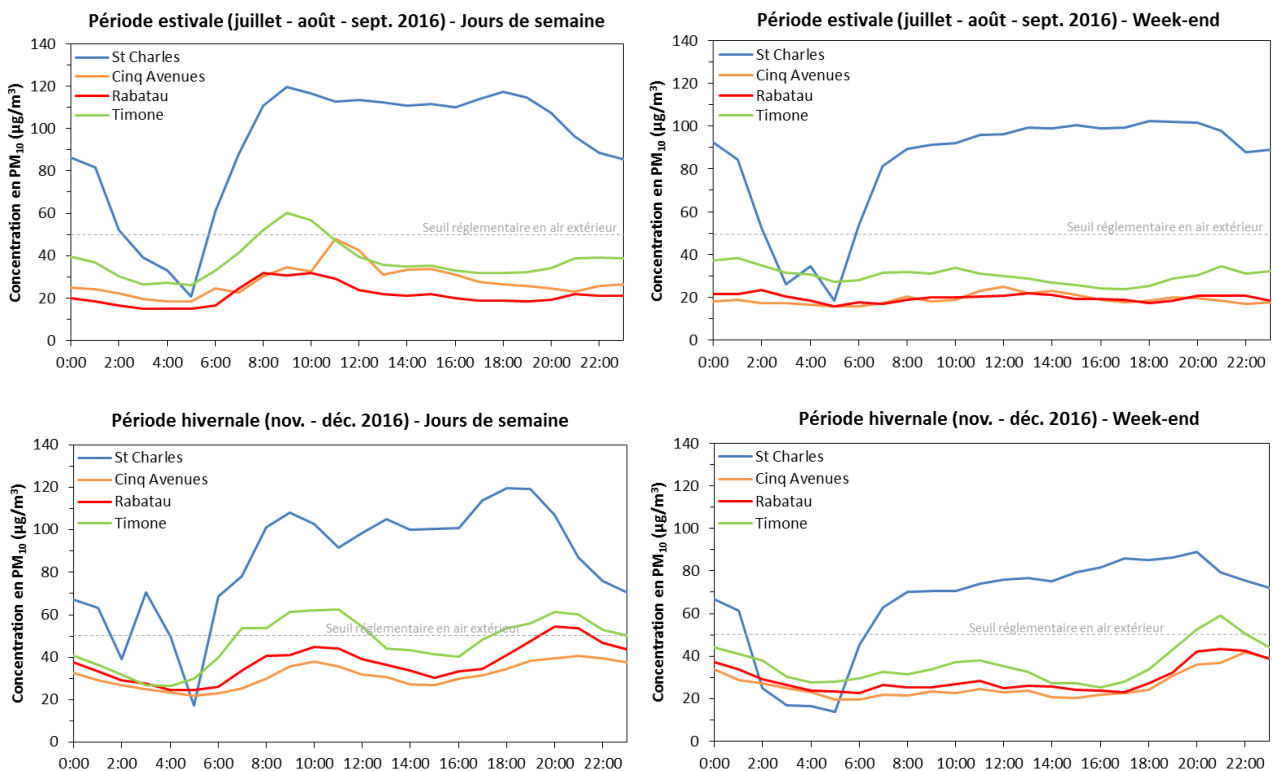 Période estivale (juillet - août - sept. 2016) - Jours de semaine
Concentration en PM₁₀ (µg/m³)
140
120
100
80
60
40
20
0
St Charles
Cinq Avenues
Rabatau
Timone
Seuil réglementaire en air extérieur
0:00 2:00 4:00 6:00 8:00 10:00 12:00 14:00 16:00 18:00 20:00 22:00
Période estivale (juillet - août - sept. 2016) - Week-end
Concentration en PM₁₀ (µg/m³)
140
120
100
80
60
40
20
0
St Charles
Cinq Avenues
Rabatau
Timone
Seuil réglementaire en air extérieur
0:00 2:00 4:00 6:00 8:00 10:00 12:00 14:00 16:00 18:00 20:00 22:00
Période hivernale (nov. - déc. 2016) - Jours de semaine
Concentration en PM₁₀ (µg/m³)
140
120
100
80
60
40
20
0
St Charles
Cinq Avenues
Rabatau
Timone
Seuil réglementaire en air extérieur
0:00 2:00 4:00 6:00 8:00 10:00 12:00 14:00 16:00 18:00 20:00 22:00
Période hivernale (nov. - déc. 2016) - Week-end
Concentration en PM₁₀ (µg/m³)
140
120
100
80
60
40
20
0
St Charles
Cinq Avenues
Rabatau
Timone
Seuil réglementaire en air extérieur
0:00 2:00 4:00 6:00 8:00 10:00 12:00 14:00 16:00 18:00 20:00 22:00